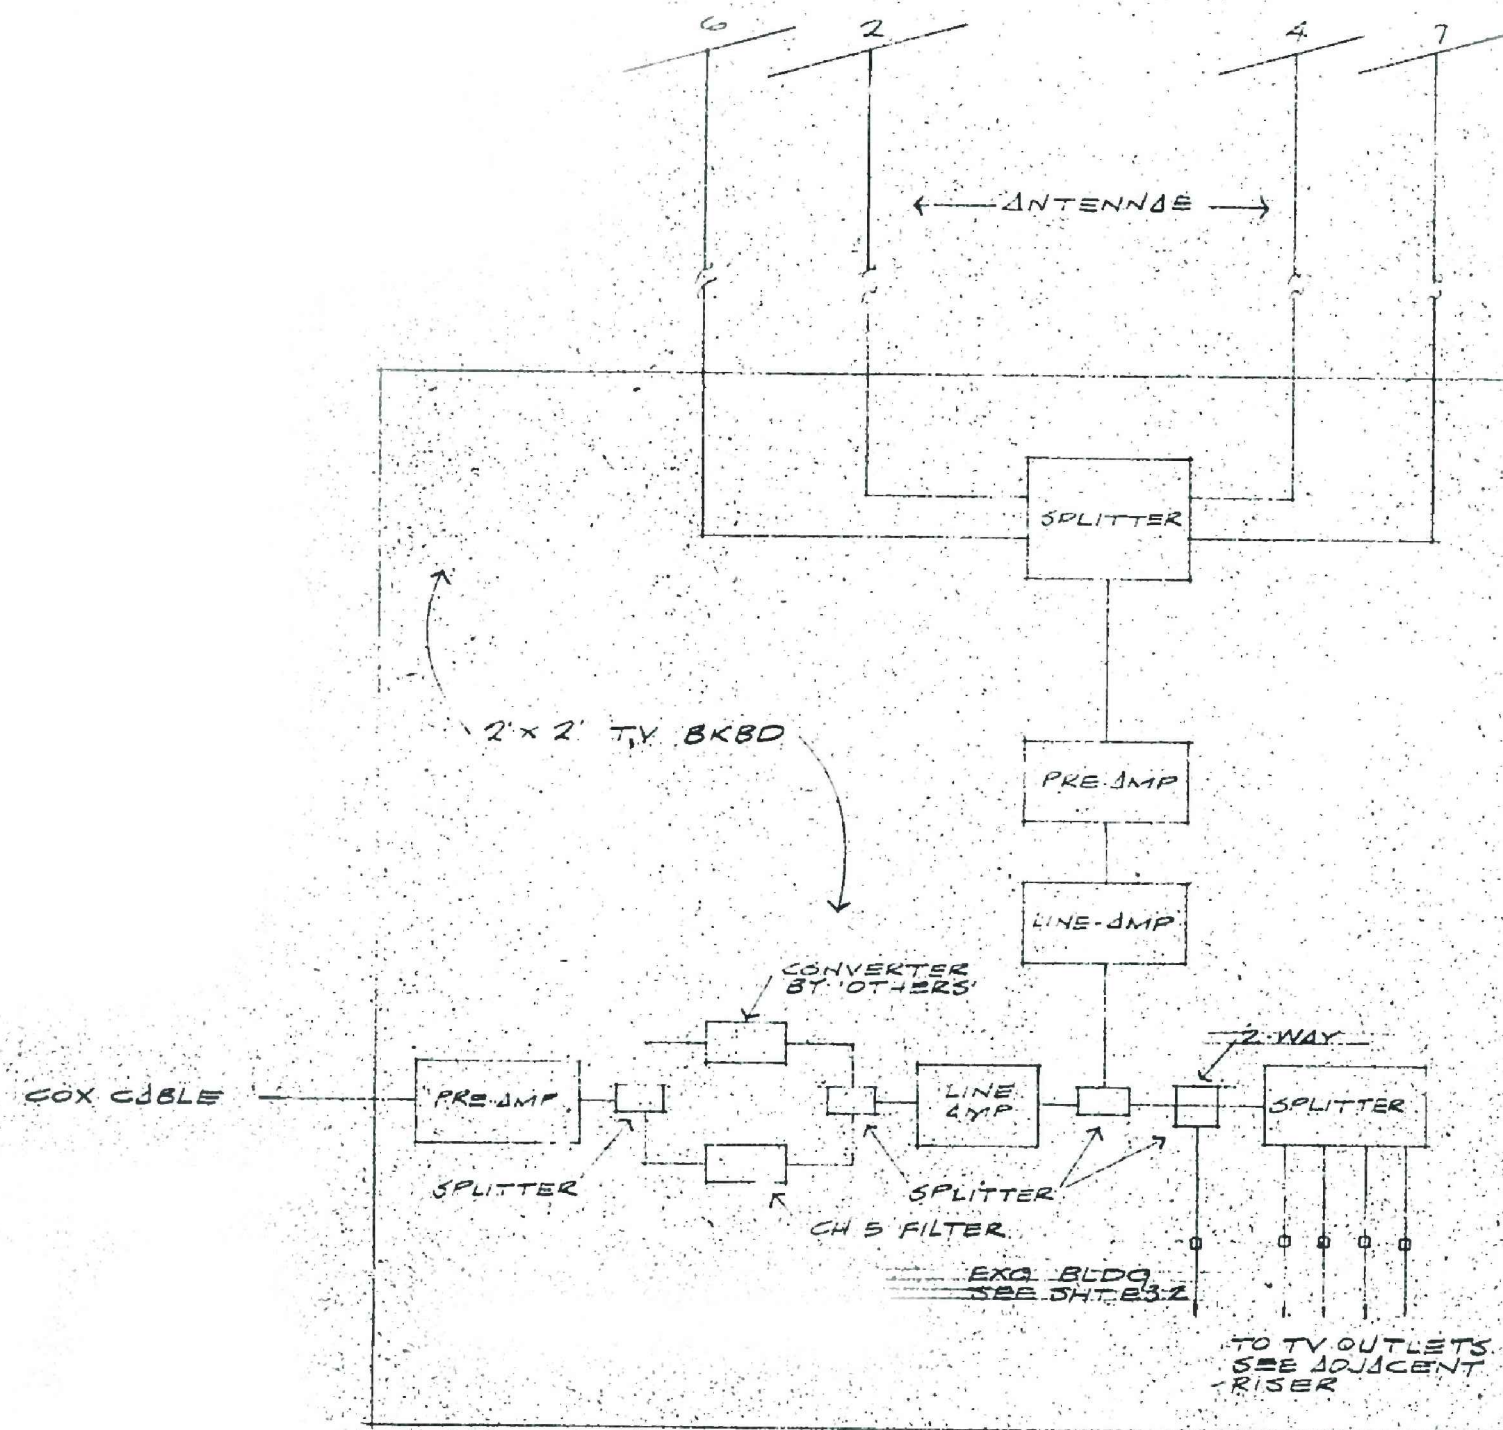 6 2 4 7
ANTENNAE
SPLITTER
2' x 2' T.V. BKBD
PRE-AMP
LINE-AMP
CONVERTER
BY 'OTHERS'
2-WAY
COX CABLE
PRE-AMP
LINE
AMP
SPLITTER
SPLITTER
SPLITTER
CH 5 FILTER
EXG BLDG
SEE SHT E3.2
TO TV OUTLETS
SEE ADJACENT
RISER